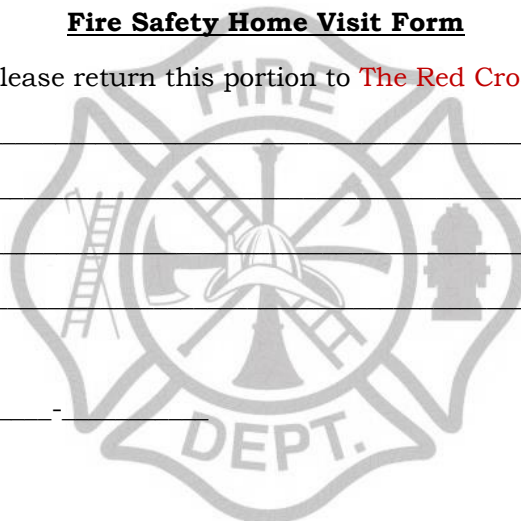 Fire Safety Home Visit Form
lease return this portion to The Red Cro
FIRE
-
DEPT.